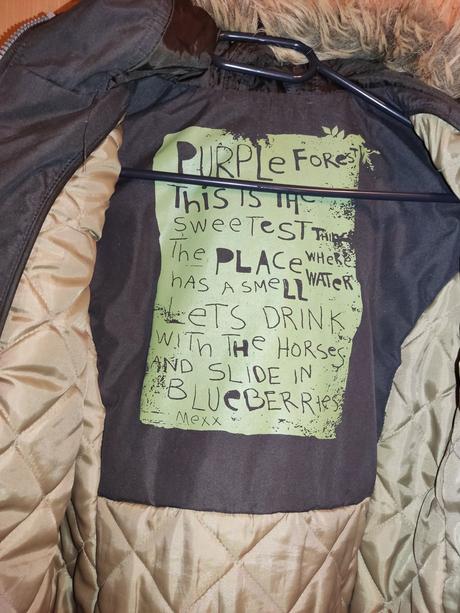 PURPLe FOResT
This is The
sweeTesT This
The PLACe wheRe
hAs A smeLL wATeR
LeTs DRiNK
wiTh The HoRses
AND sLiDe iN
BLUeBeRRies
Mexx